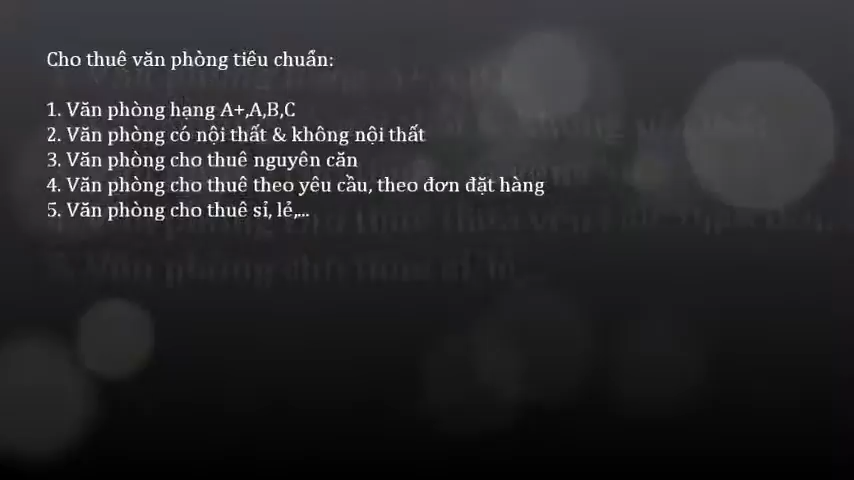 Cho thuê văn phòng tiêu chuẩn:
1. Văn phòng hạng A+,A,B,C
2. Văn phòng có nội thất & không nội thất
3. Văn phòng cho thuê nguyên căn
4. Văn phòng cho thuê theo yêu cầu, theo đơn đặt hàng
5. Văn phòng cho thuê sỉ, lẻ,...